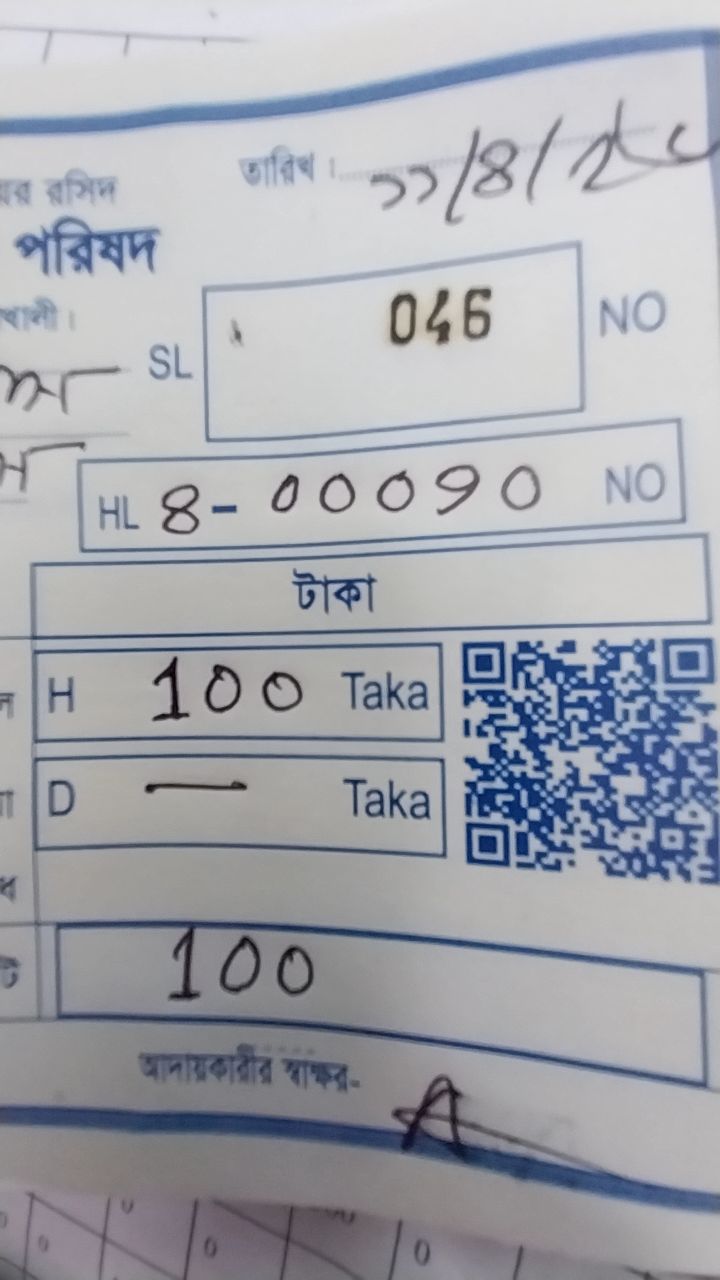 রসিদ তারিখ।
পরিষদ
SL 046 NO
HL 8-00090 NO
টাকা
H 100 Taka
D — Taka
100
আদায়কারীর স্বাক্ষর-